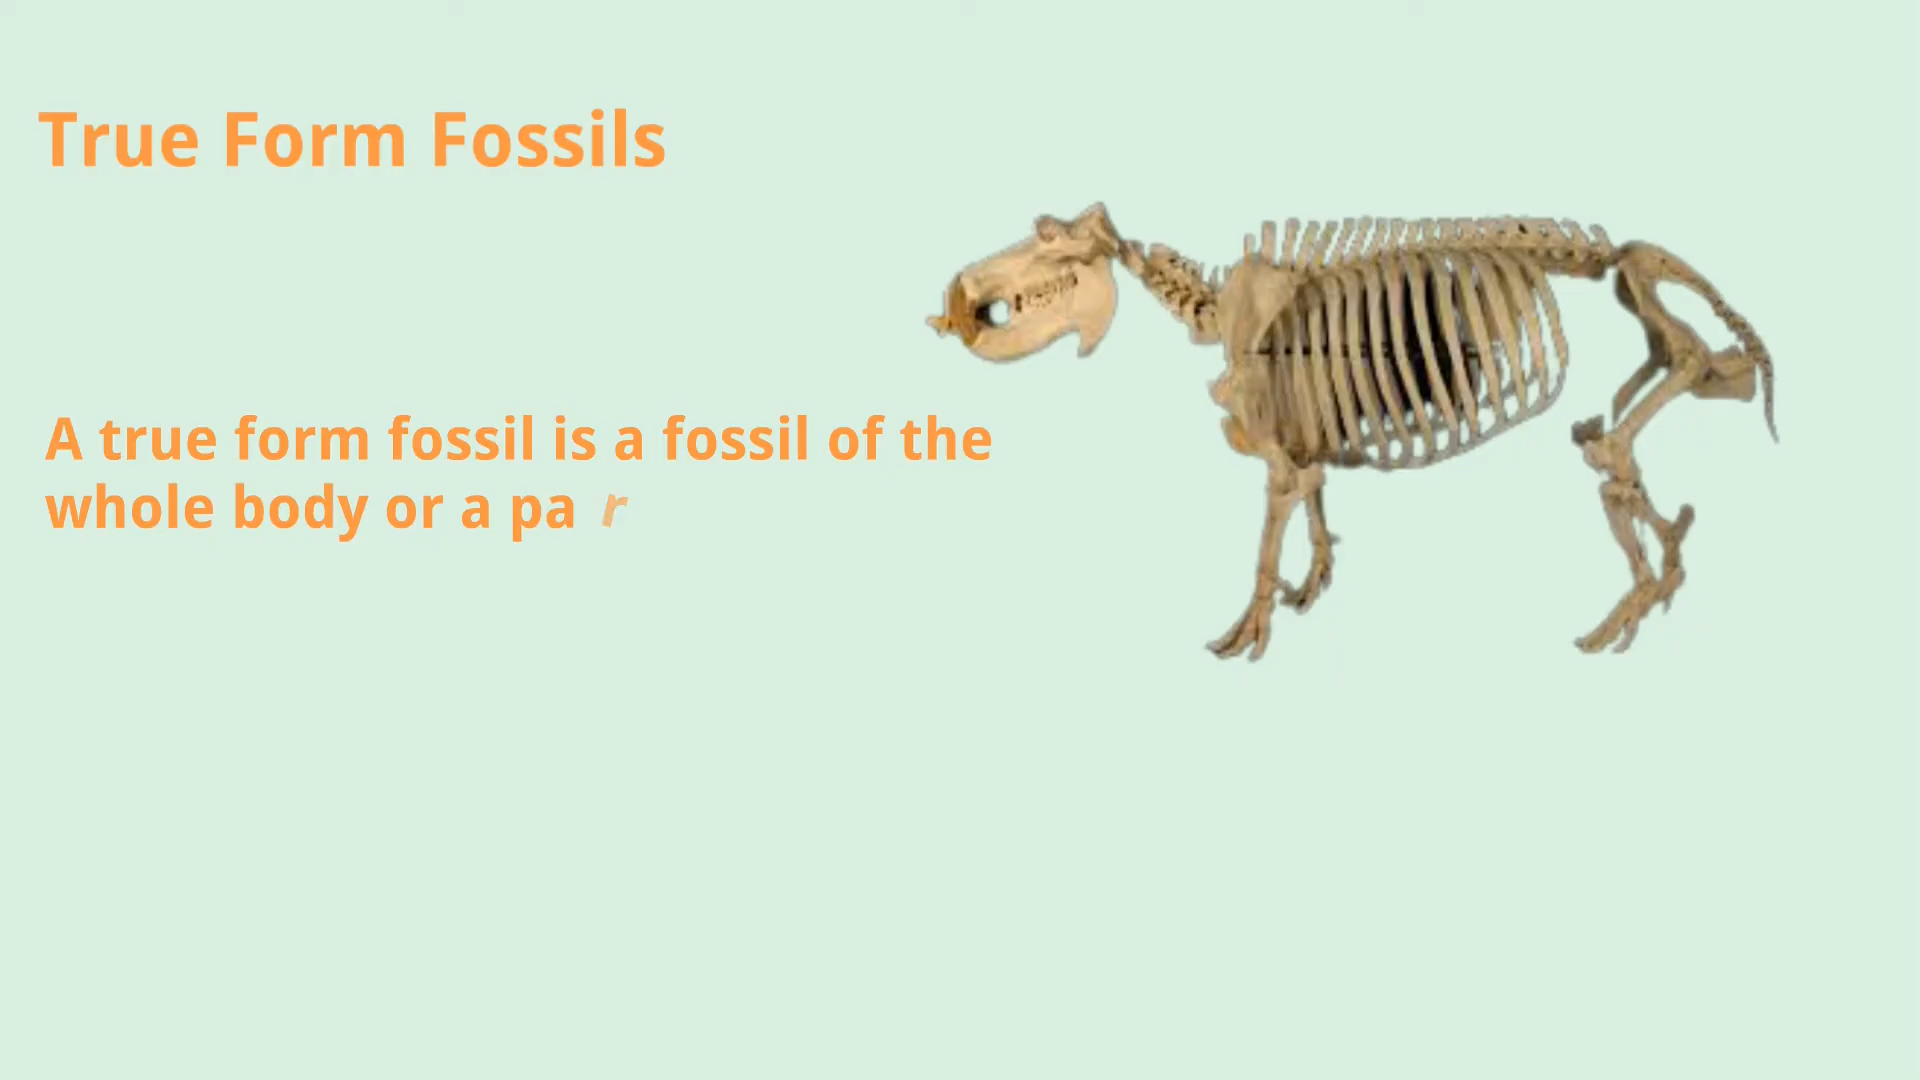 True Form Fossils
A true form fossil is a fossil of the
whole body or a pa r